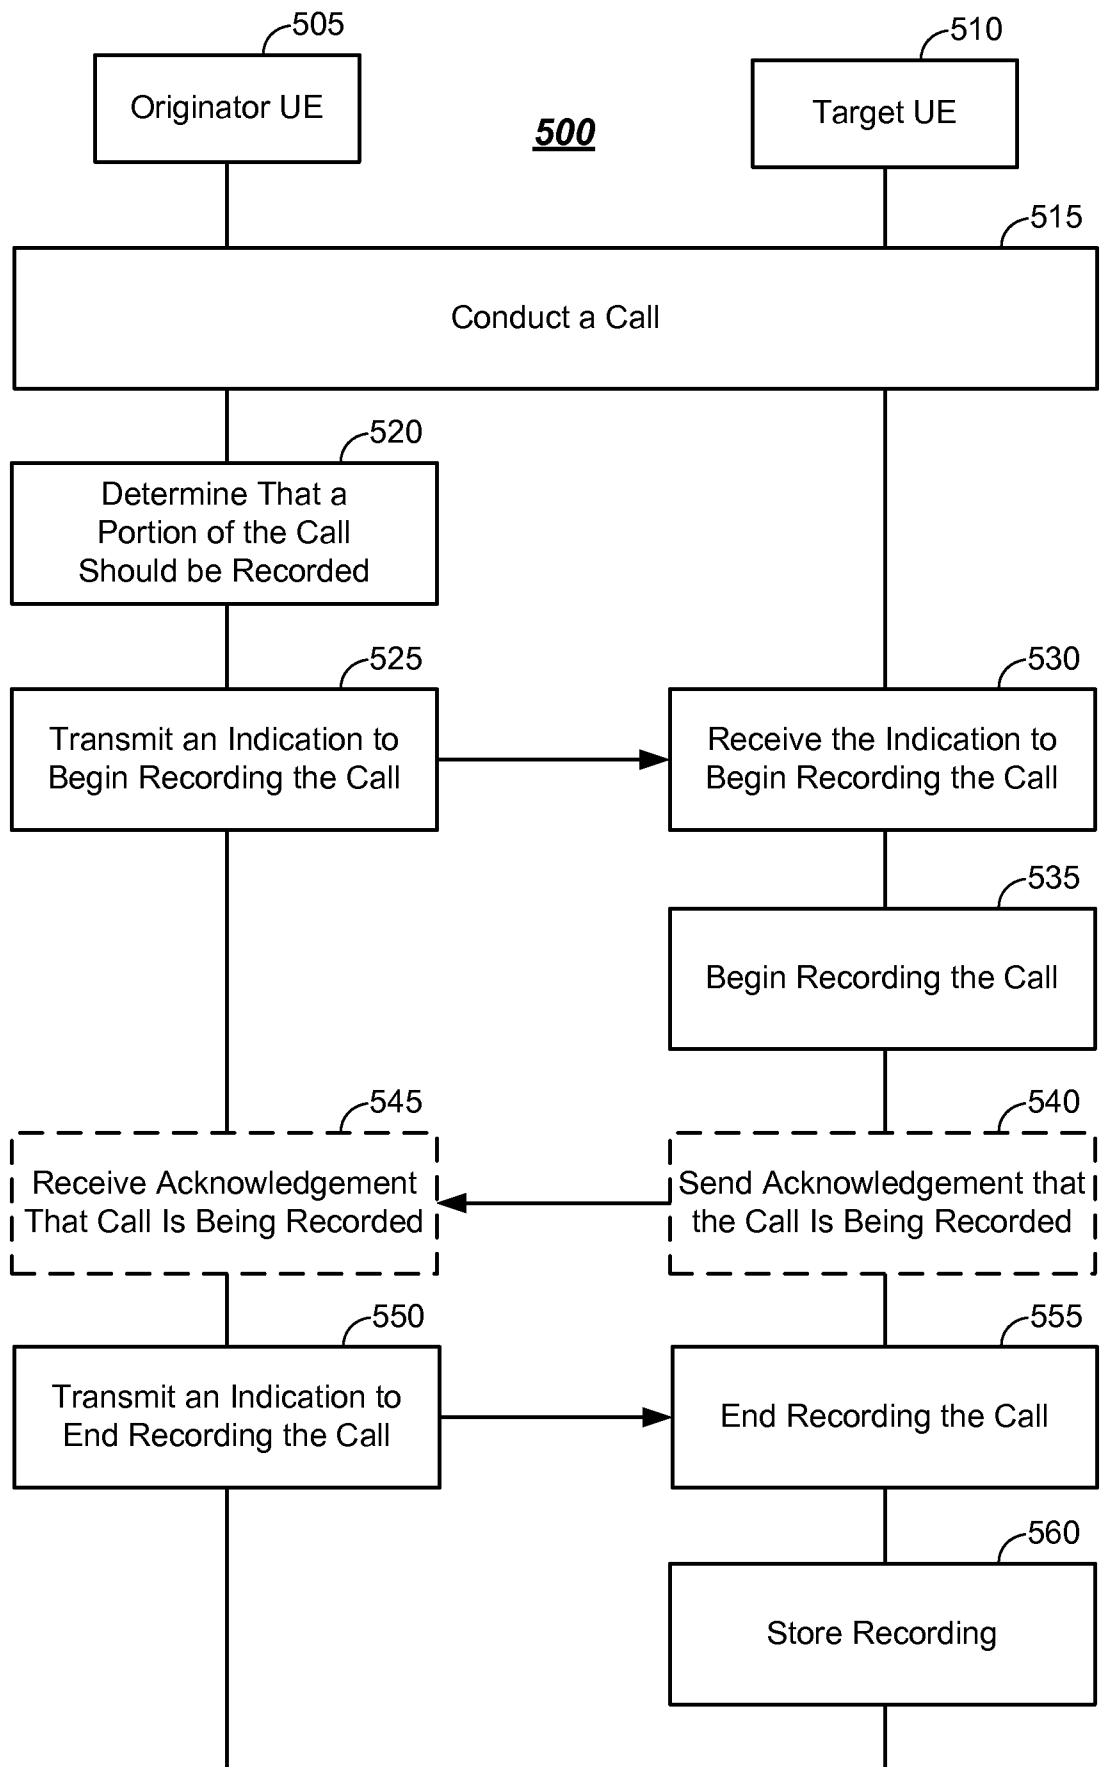 505
510
Originator UE
Target UE
500
515
Conduct a Call
520
Determine That a
Portion of the Call
Should be Recorded
525
530
Transmit an Indication to
Begin Recording the Call
Receive the Indication to
Begin Recording the Call
535
Begin Recording the Call
545
540
Receive Acknowledgement
That Call Is Being Recorded
Send Acknowledgement that
the Call Is Being Recorded
550
555
Transmit an Indication to
End Recording the Call
End Recording the Call
560
Store Recording